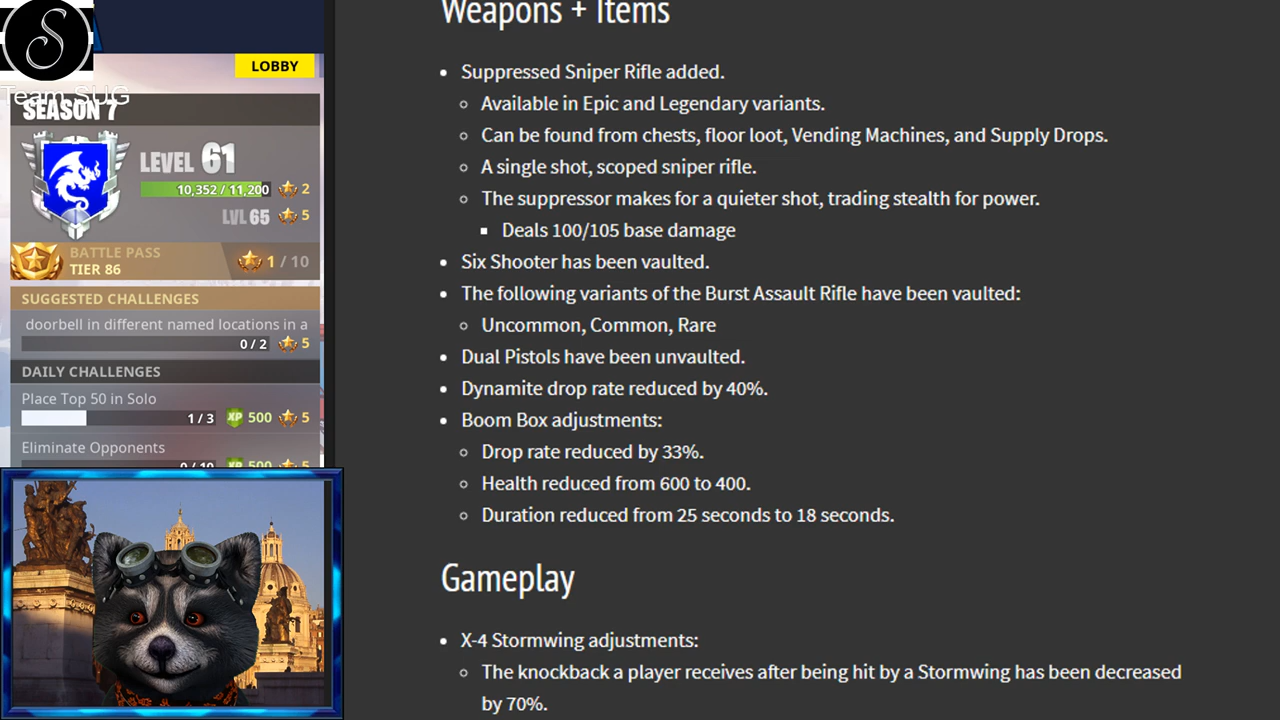 S
Team SUG
LOBBY
SEASON 7
LEVEL 61
10,352 / 11,200 2
LVL 65 5
BATTLE PASS
TIER 86
1 / 10
SUGGESTED CHALLENGES
doorbell in different named locations in a
0 / 2 5
DAILY CHALLENGES
Place Top 50 in Solo
1 / 3 XP 500 5
Eliminate Opponents
0 / 10 XP 500 5
Weapons + Items
• Suppressed Sniper Rifle added.
◦ Available in Epic and Legendary variants.
◦ Can be found from chests, floor loot, Vending Machines, and Supply Drops.
◦ A single shot, scoped sniper rifle.
◦ The suppressor makes for a quieter shot, trading stealth for power.
▪ Deals 100/105 base damage
• Six Shooter has been vaulted.
• The following variants of the Burst Assault Rifle have been vaulted:
◦ Uncommon, Common, Rare
• Dual Pistols have been unvaulted.
• Dynamite drop rate reduced by 40%.
• Boom Box adjustments:
◦ Drop rate reduced by 33%.
◦ Health reduced from 600 to 400.
◦ Duration reduced from 25 seconds to 18 seconds.
Gameplay
• X-4 Stormwing adjustments:
◦ The knockback a player receives after being hit by a Stormwing has been decreased
by 70%.